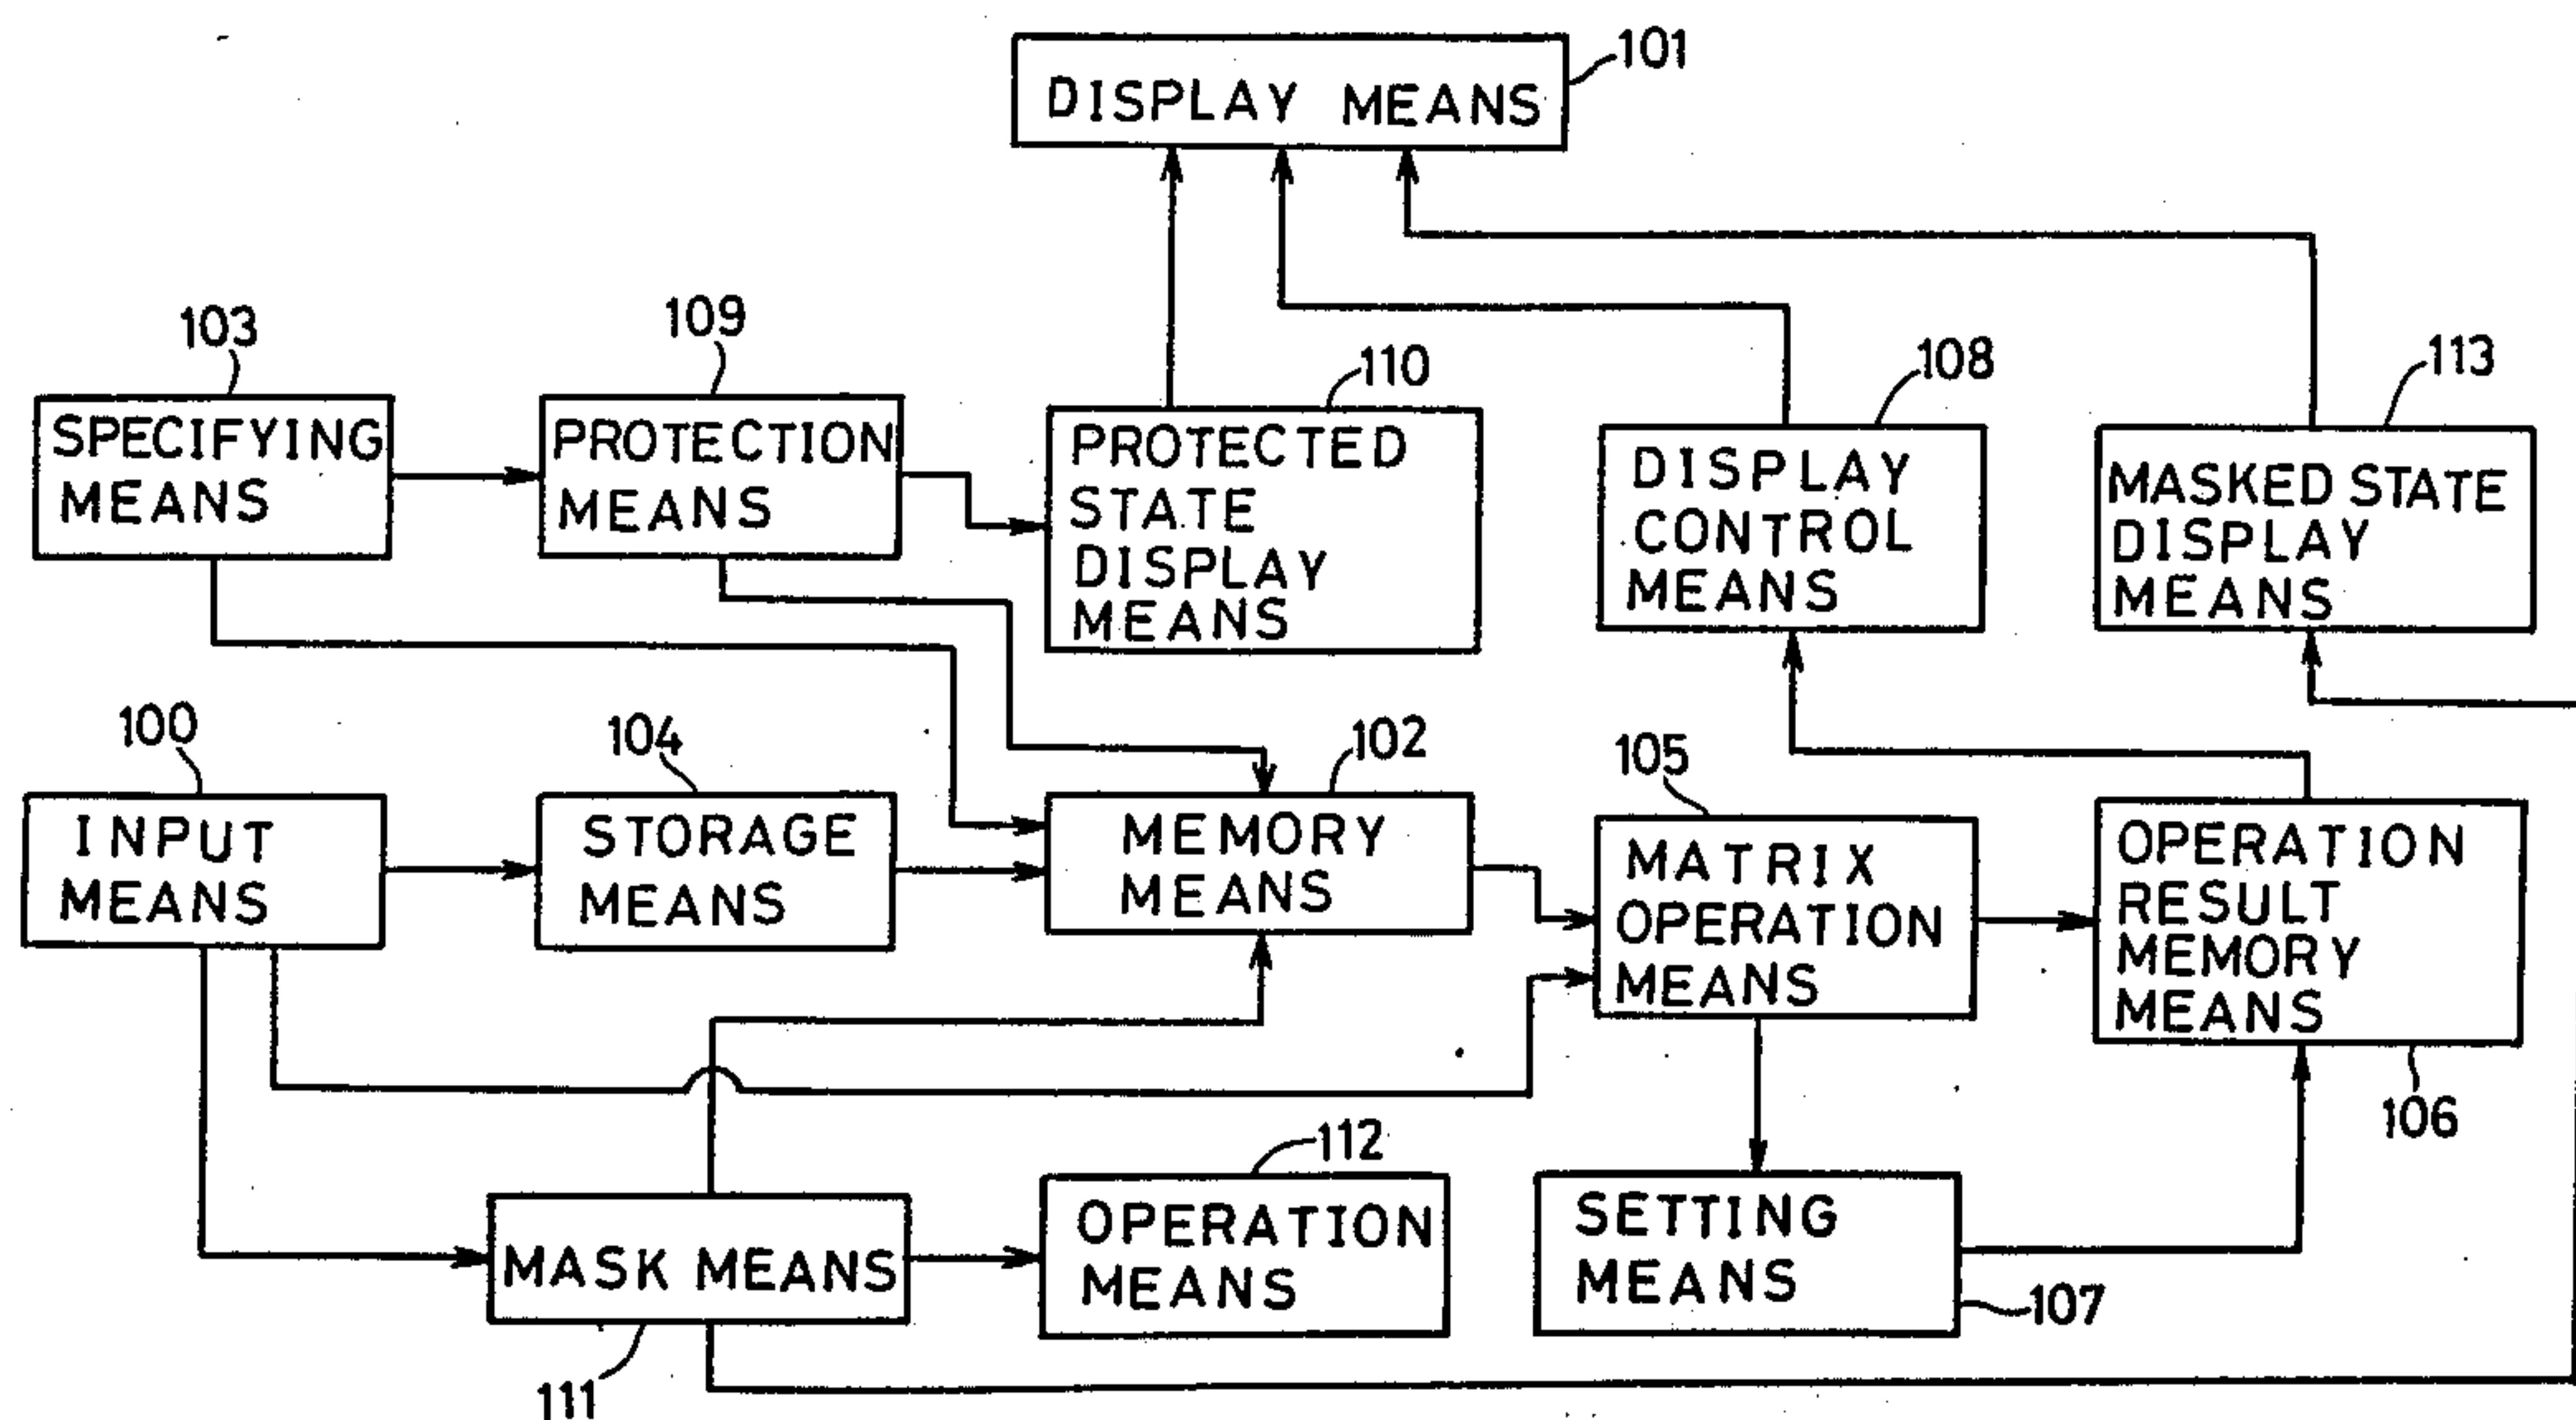 101
DISPLAY MEANS
103
SPECIFYING
MEANS
109
PROTECTION
MEANS
110
PROTECTED
STATE
DISPLAY
MEANS
108
DISPLAY
CONTROL
MEANS
113
MASKED STATE
DISPLAY
MEANS
100
INPUT
MEANS
104
STORAGE
MEANS
102
MEMORY
MEANS
105
MATRIX
OPERATION
MEANS
OPERATION
RESULT
MEMORY
MEANS
106
MASK MEANS
111
112
OPERATION
MEANS
SETTING
MEANS
107